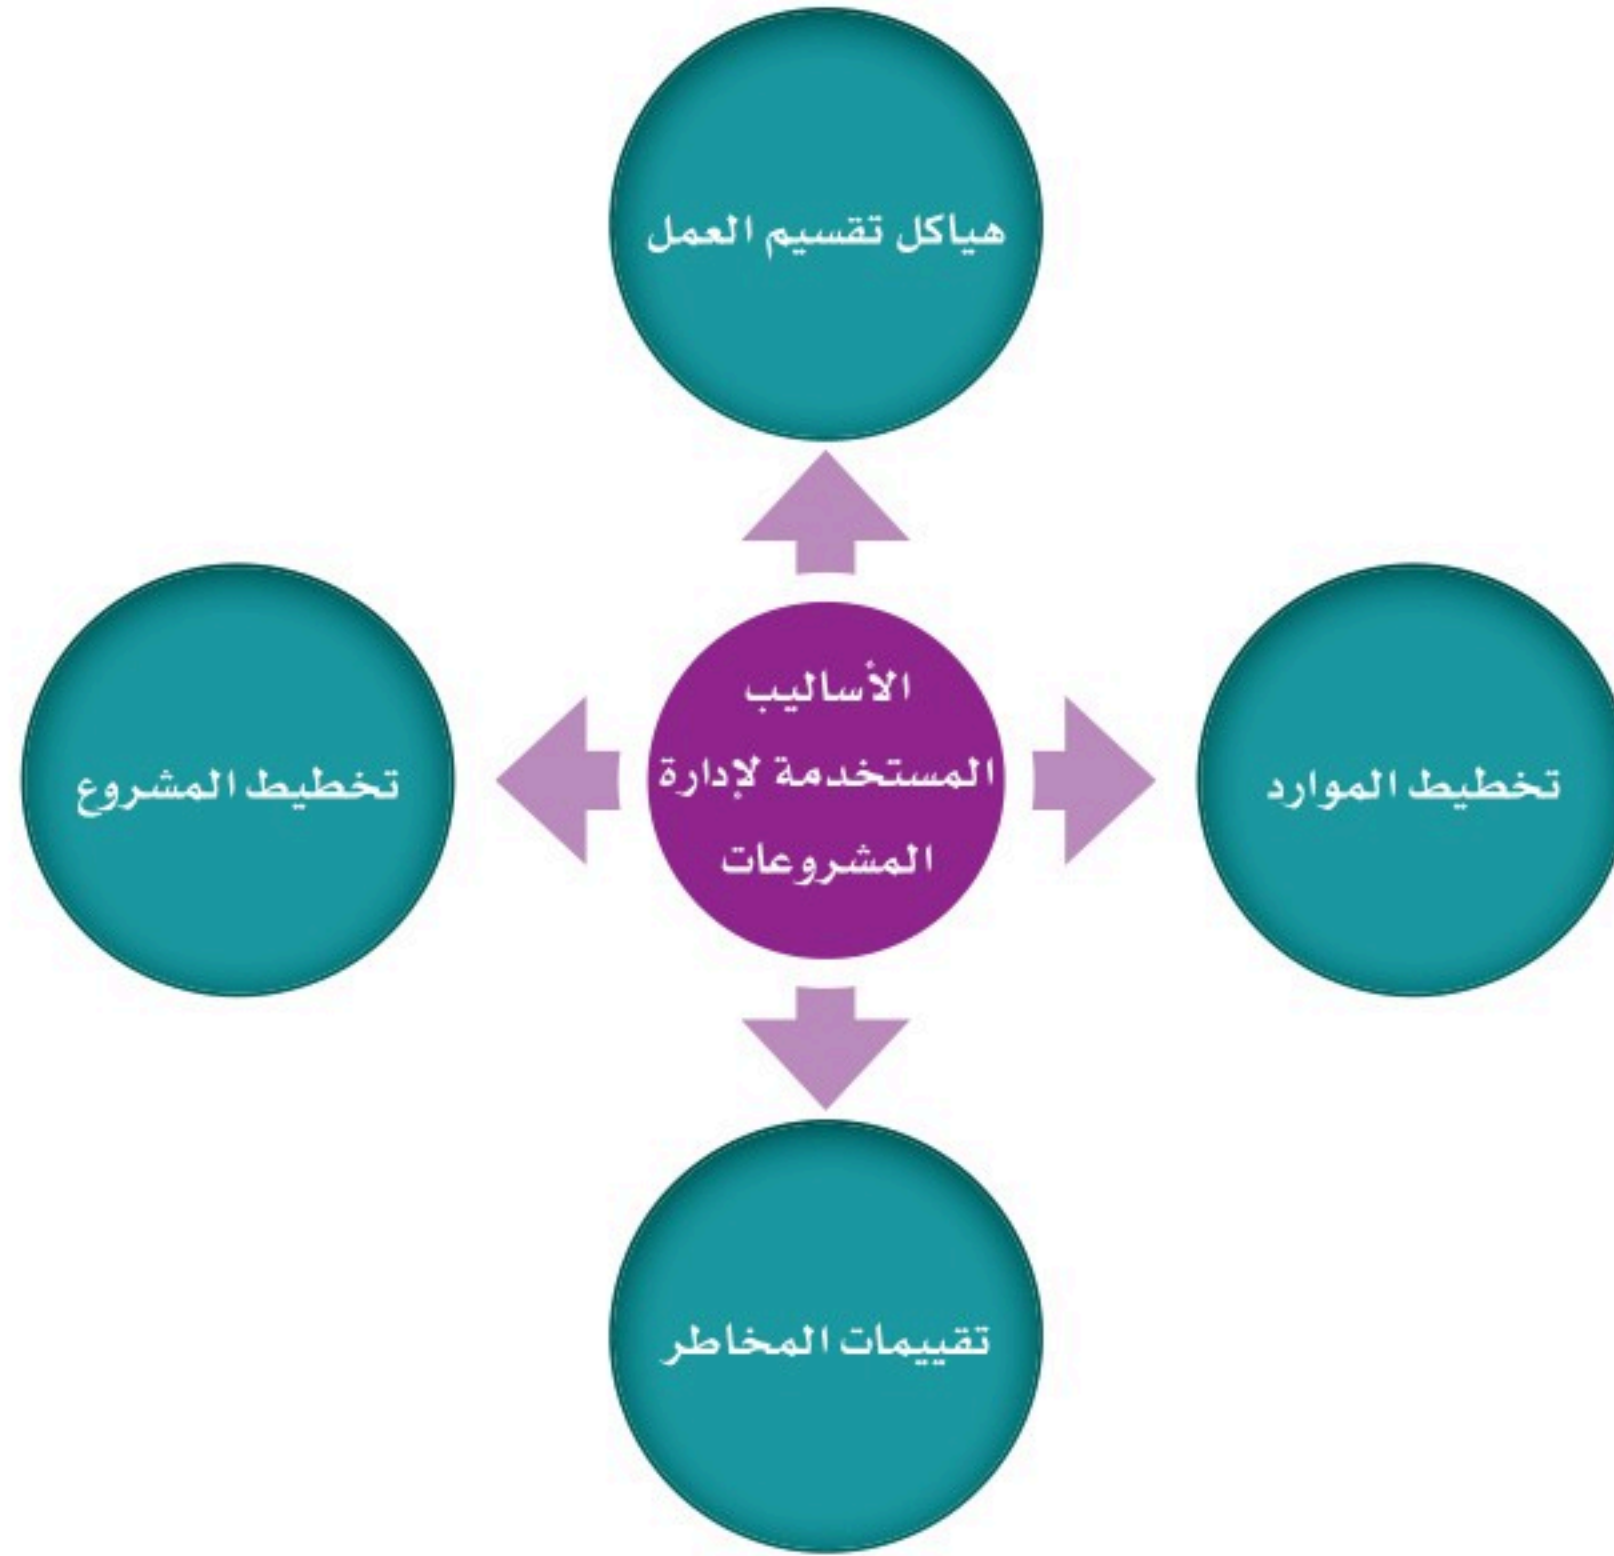 هياكل تقسيم العمل
الأساليب
المستخدمة لإدارة
المشروعات
تخطيط الموارد
تخطيط المشروع
تقييمات المخاطر